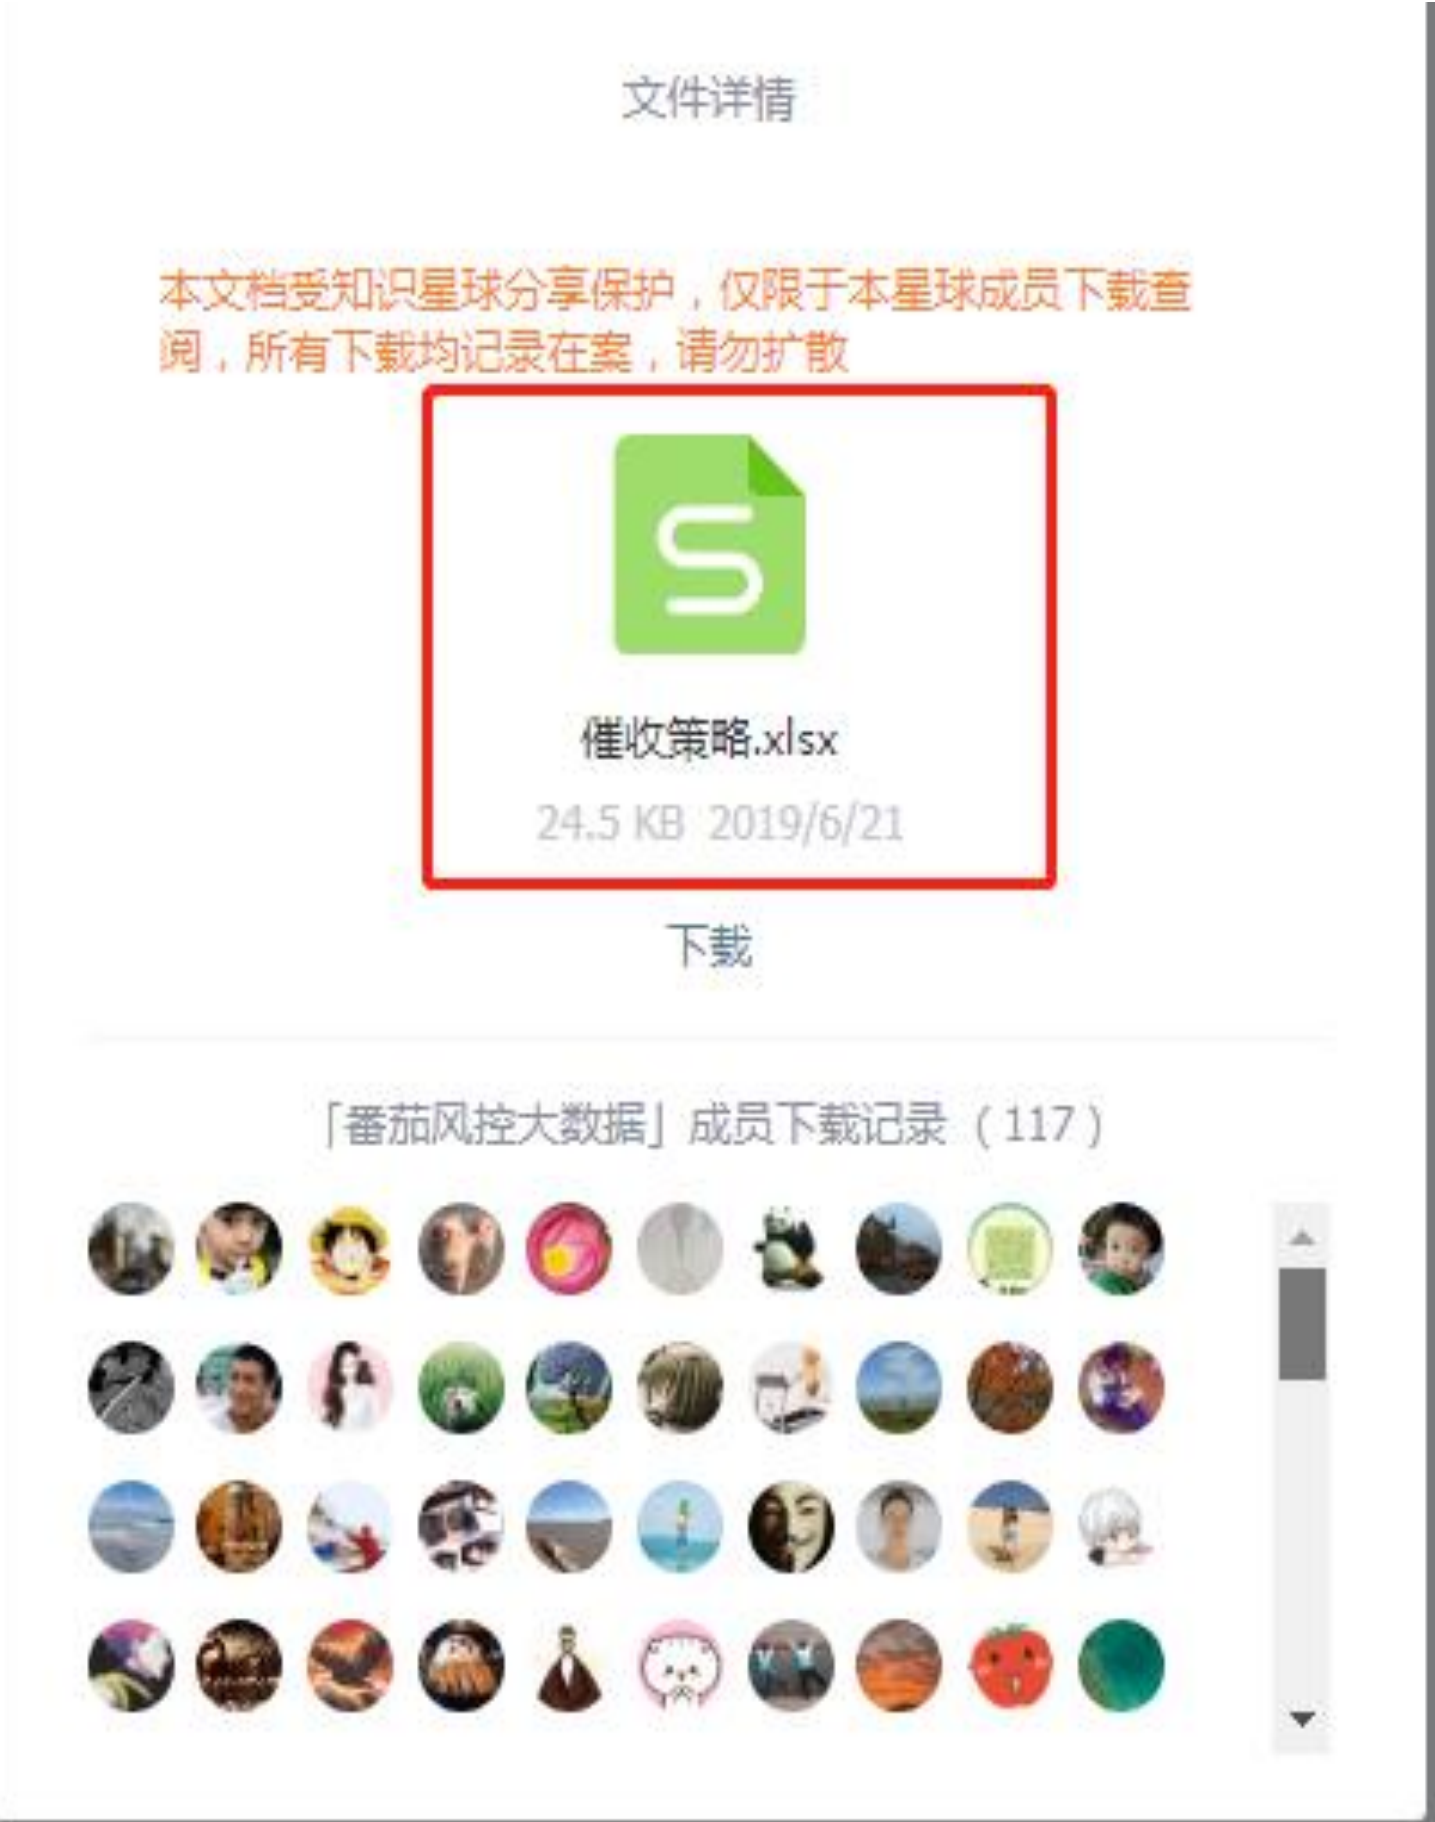 文件详情
本文档受知识星球分享保护，仅限于本星球成员下载查
阅，所有下载均记录在案，请勿扩散
S
催收策略.xlsx
24.5 KB 2019/6/21
下载
「番茄风控大数据」成员下载记录（117）